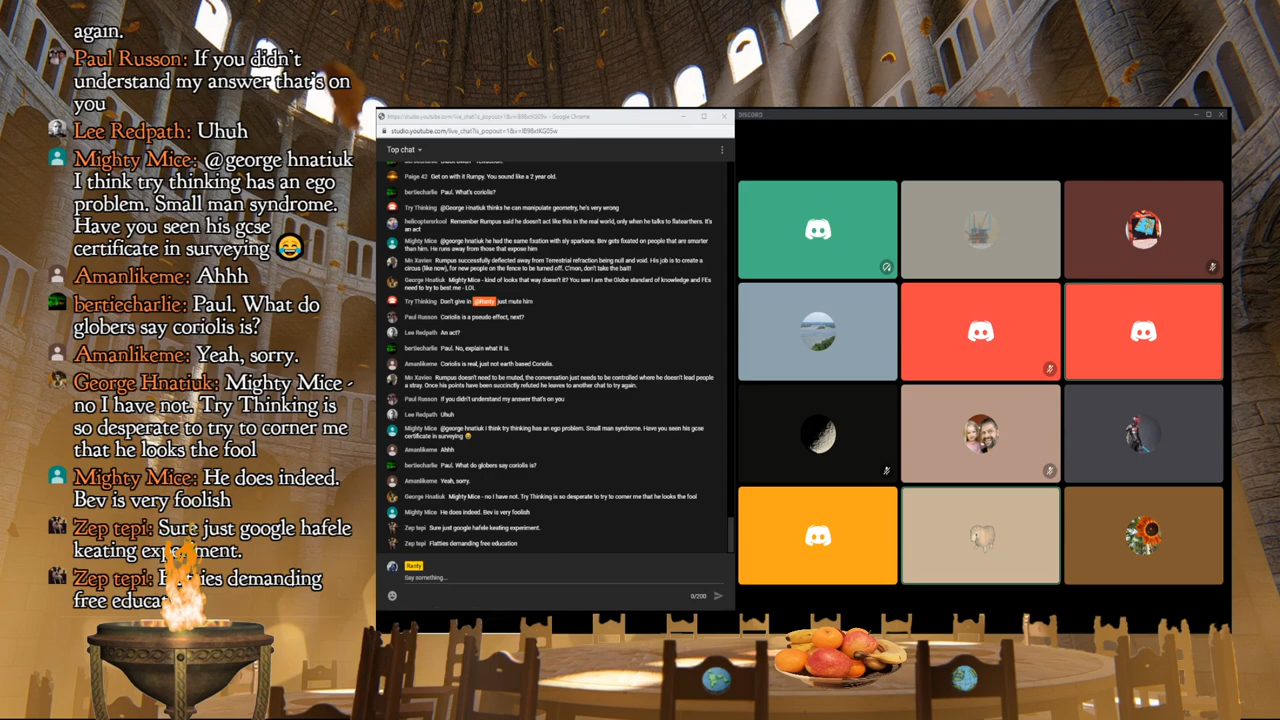 again.
Paul Russon: If you didn't
understand my answer that's on
you
Lee Redpath: Uhuh
Mighty Mice: @george hnatiuk
I think try thinking has an ego
problem. Small man syndrome.
Have you seen his gcse
certificate in surveying 😂
Amanlikeme: Ahhh
bertiecharlie: Paul. What do
globers say coriolis is?
Amanlikeme: Yeah, sorry.
George Hnatiuk: Mighty Mice -
no I have not. Try Thinking is
so desperate to try to corner me
that he looks the fool
Mighty Mice: He does indeed.
Bev is very foolish
Zep tepi: Sure just google hafele
keating experiment.
Zep tepi: Flatties demanding
free educat
studio.youtube.com/live_chat?is_popout=1&v=I898xtKG05w
Top chat
Paige 42 Get on with it Rumpy. You sound like a 2 year old.
bertiecharlie Paul. What's coriolis?
Try Thinking @George Hnatiuk thinks he can manipulate geometry, he's very wrong
helicopterskool Remember Rumpus said he doesn't act like this in the real world, only when he talks to flatearthers. It's
an act
Mighty Mice @george hnatiuk he had the same fixation with sly sparkane. Bev gets fixated on people that are smarter
than him. He runs away from those that expose him
Mn Xavien Rumpus successfully deflected away from Terrestrial refraction being null and void. His job is to create a
circus (like now), for new people on the fence to be turned off. C'mon, don't take the bait!
George Hnatiuk Mighty Mice - kind of looks that way doesn't it? You see I am the Globe standard of knowledge and FEs
need to try to best me - LOL
Try Thinking Don't give in @Ranty just mute him
Paul Russon Coriolis is a pseudo effect, next?
Lee Redpath An act?
bertiecharlie Paul. No, explain what it is.
Amanlikeme Coriolis is real, just not earth based Coriolis.
Mn Xavien Rumpus doesn't need to be muted, the conversation just needs to be controlled where he doesn't lead people
a stray. Once his points have been succinctly refuted he leaves to another chat to try again.
Paul Russon If you didn't understand my answer that's on you
Lee Redpath Uhuh
Mighty Mice @george hnatiuk I think try thinking has an ego problem. Small man syndrome. Have you seen his gcse
certificate in surveying 😂
Amanlikeme Ahhh
bertiecharlie Paul. What do globers say coriolis is?
Amanlikeme Yeah, sorry.
George Hnatiuk Mighty Mice - no I have not. Try Thinking is so desperate to try to corner me that he looks the fool
Mighty Mice He does indeed. Bev is very foolish
Zep tepi Sure just google hafele keating experiment.
Zep tepi Flatties demanding free education
Ranty
Say something...
0/200
DISCORD